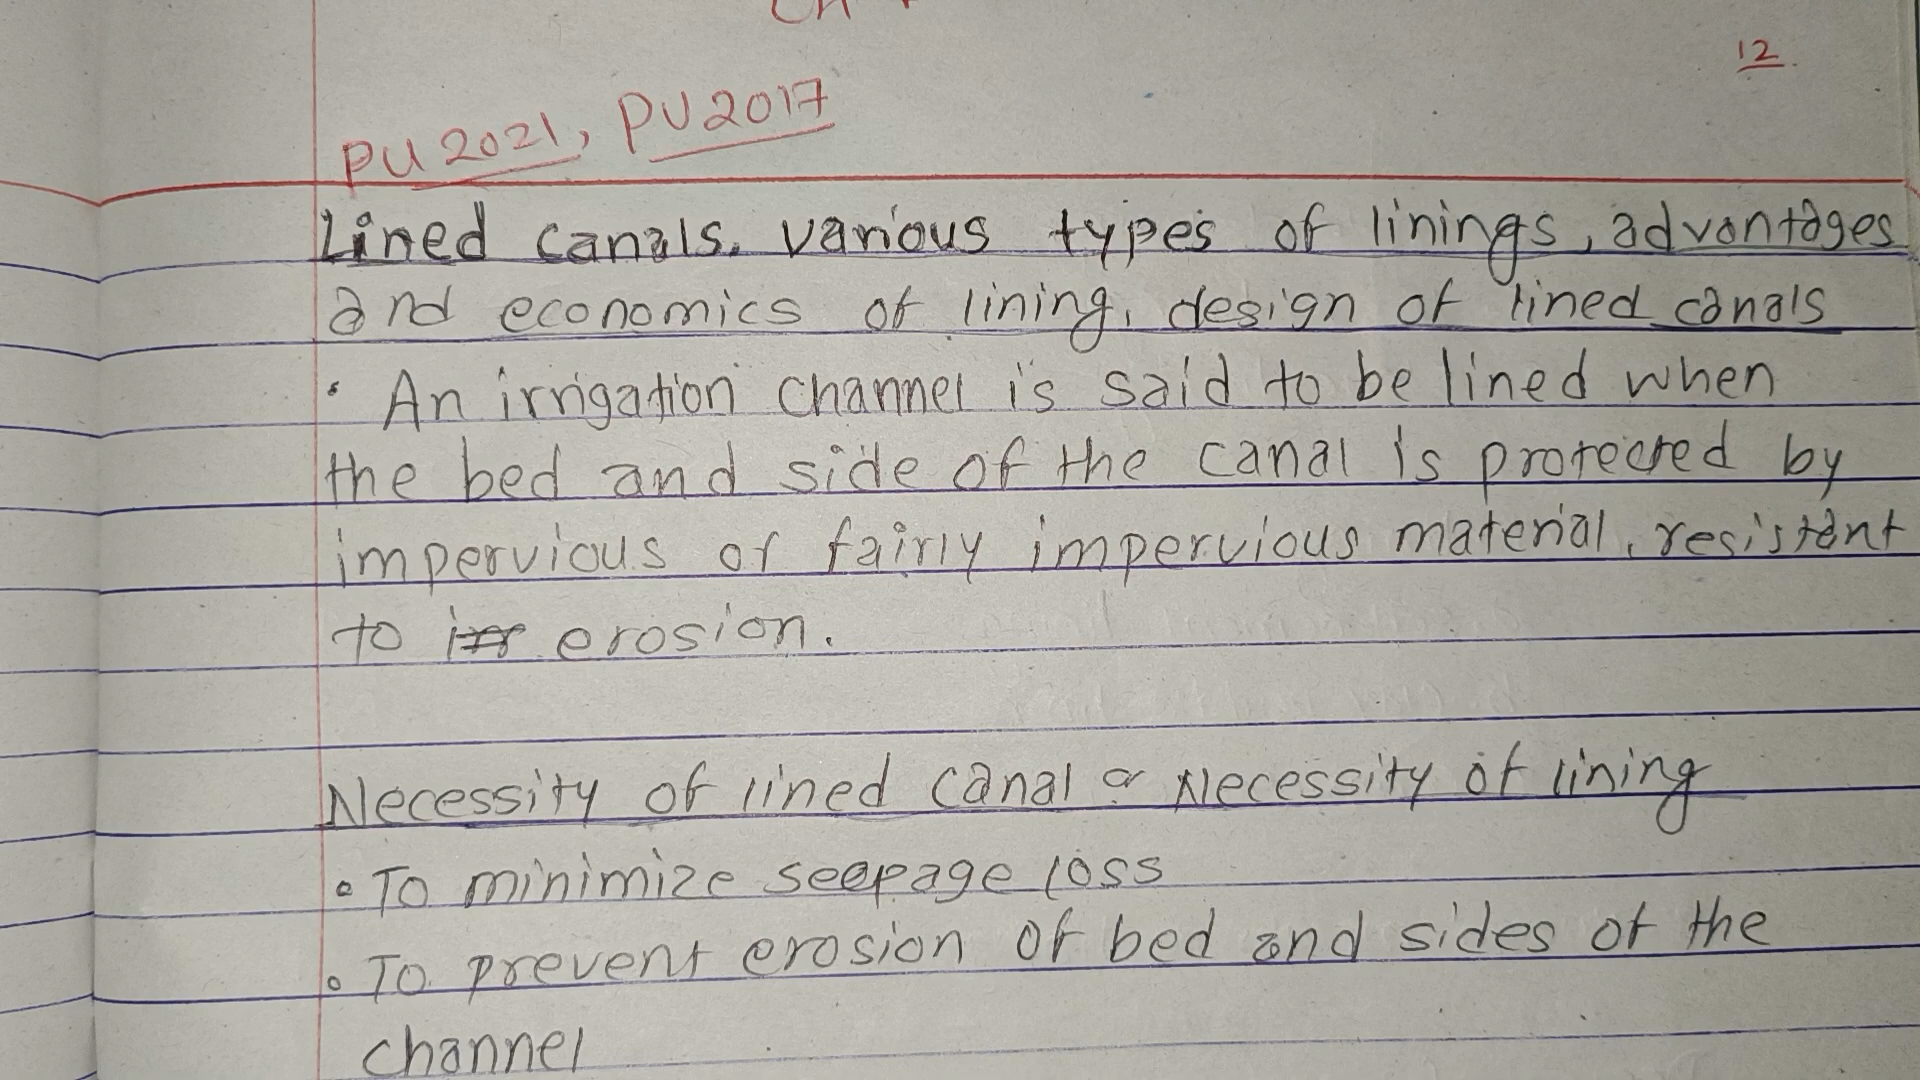 12.
PU 2021, PU 2017
Lined canals, various types of linings, advantages
and economics of lining, design of lined canals
• An irrigation channel is said to be lined when
the bed and side of the canal is protected by
impervious or fairly impervious material, resistant
to erosion.
Necessity of lined canal or Necessity of lining
• To minimize seepage loss
• To prevent erosion of bed and sides of the
channel